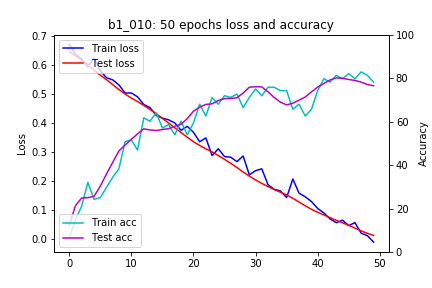 b1_010: 50 epochs loss and accuracy
Train loss
Test loss
Train acc
Test acc
Loss
Accuracy
0.7
0.6
0.5
0.4
0.3
0.2
0.1
0.0
100
80
60
40
20
0
0 10 20 30 40 50